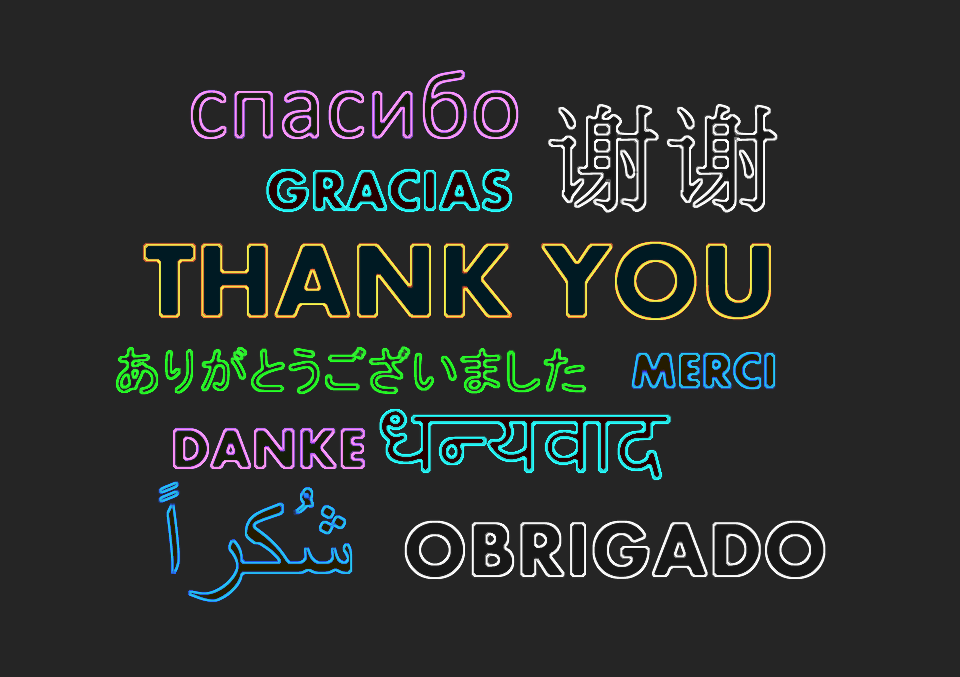 спасибо
谢谢
GRACIAS
THANK YOU
ありがとうございました
MERCI
DANKE
धन्यवाद
شُكراً
OBRIGADO